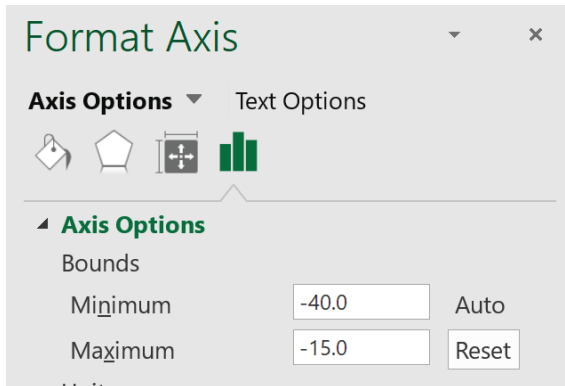 Format Axis
Axis Options Text Options
Axis Options
Bounds
Minimum -40.0 Auto
Maximum -15.0 Reset